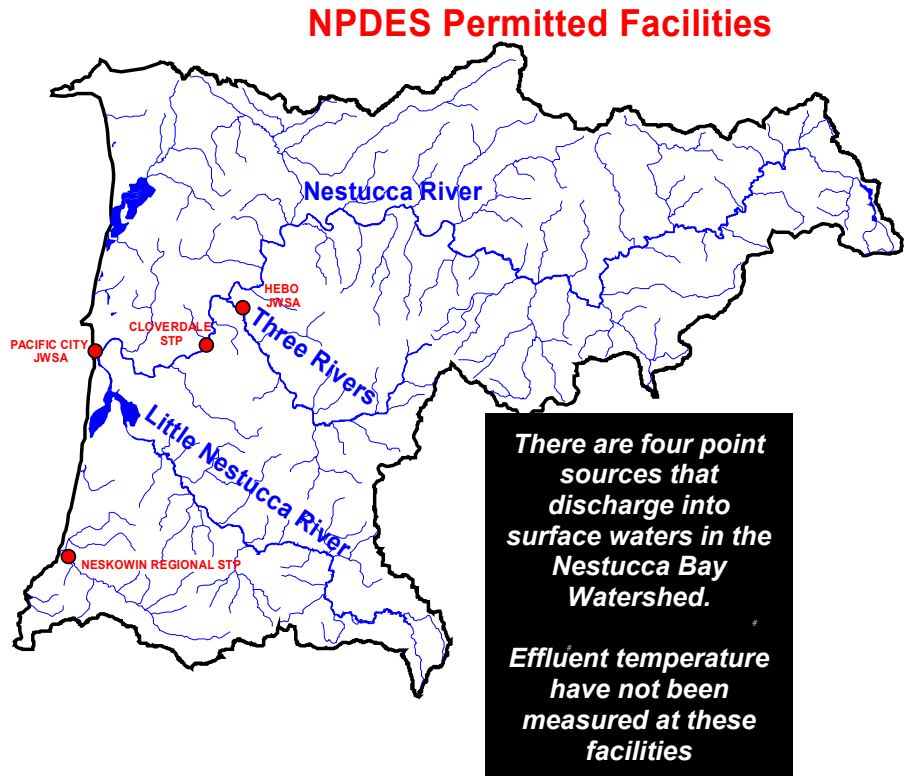 NPDES Permitted Facilities
Nestucca River
HEBO
JWSA
Three Rivers
CLOVERDALE
STP
PACIFIC CITY
JWSA
Little Nestucca River
NESKOWIN REGIONAL STP
There are four point
sources that
discharge into
surface waters in the
Nestucca Bay
Watershed.
#
#
Effluent temperature
have not been
measured at these
facilities